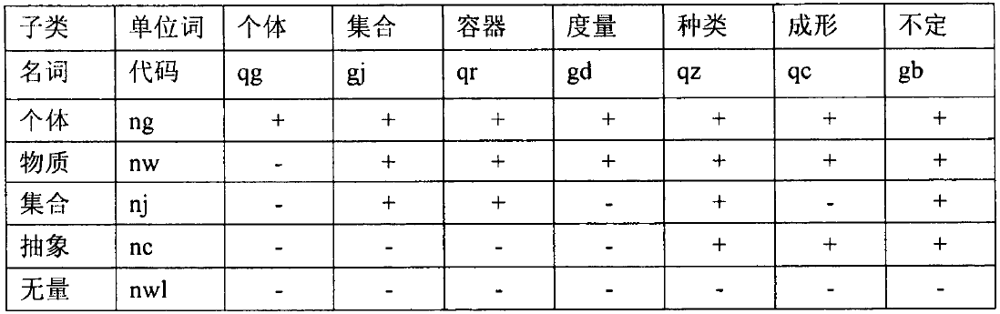 子类 单位词 个体 集合 容器 度量 种类 成形 不定
名词 代码 qg gj qr gd qz qc gb
个体 ng + + + + + + +
物质 nw - + + + + + +
集合 nj - + + - + - +
抽象 nc - - - - + + +
无量 nwl - - - - - - -